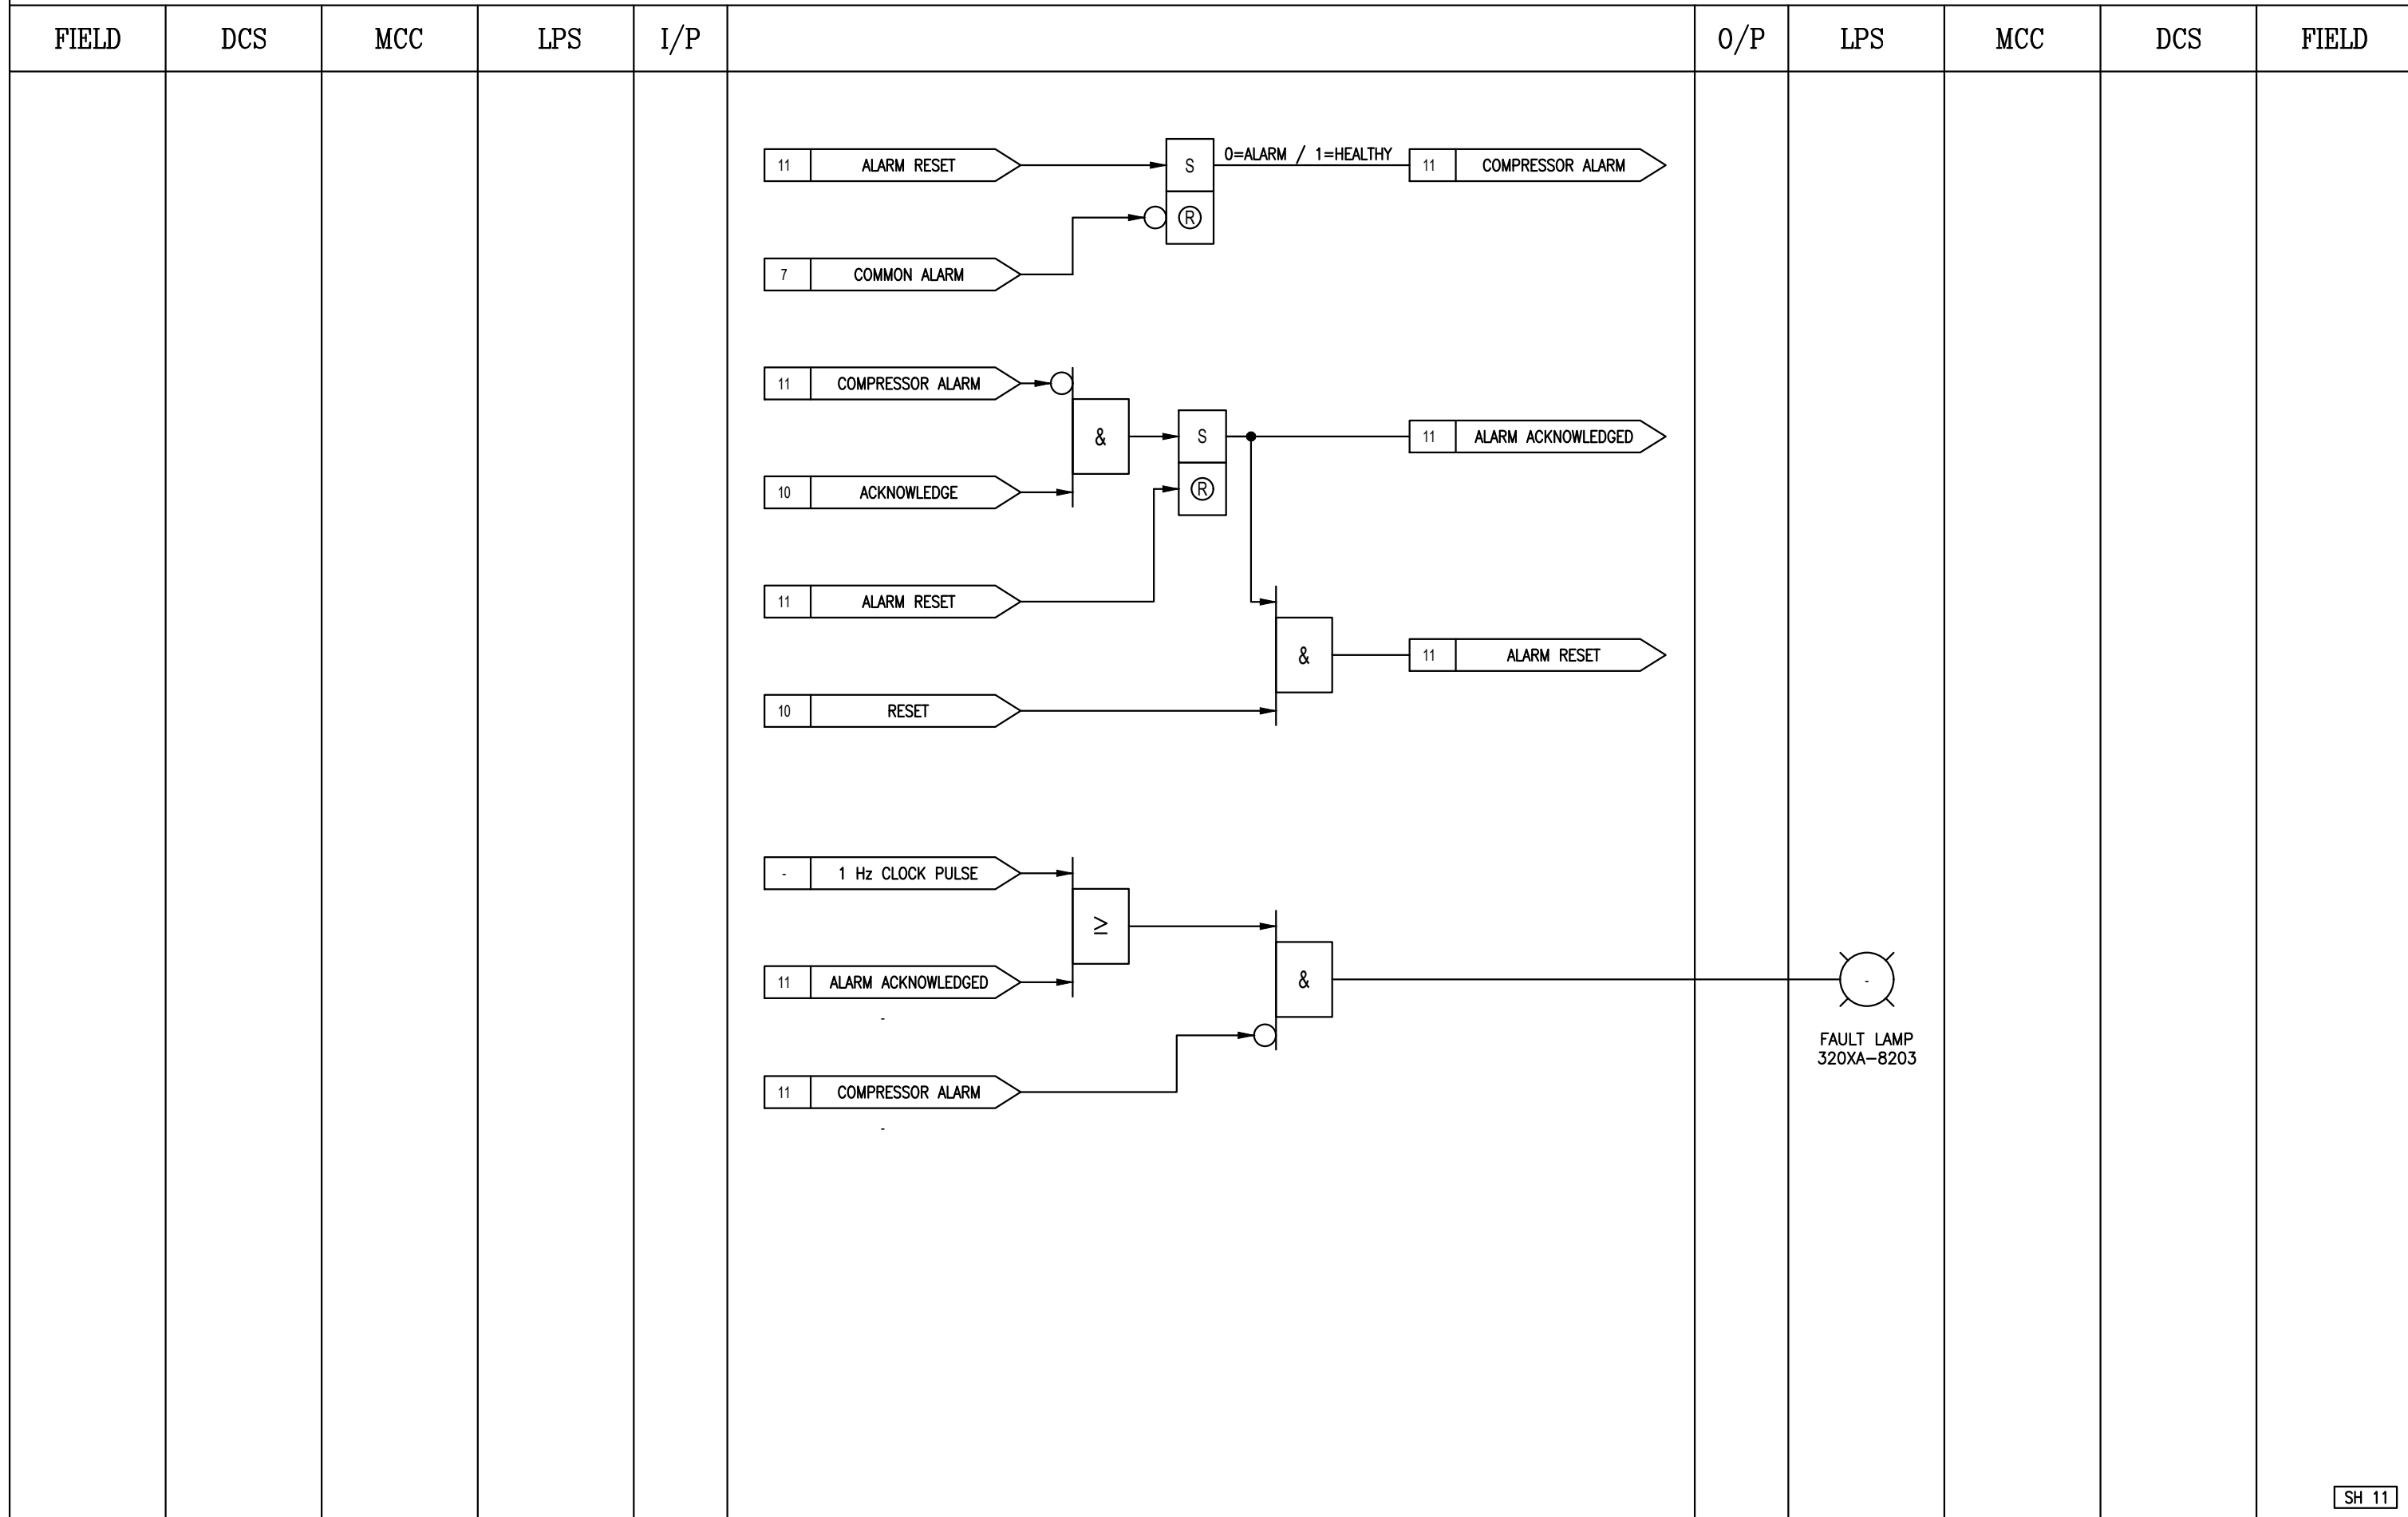 FIELD DCS MCC LPS I/P O/P LPS MCC DCS FIELD
11 ALARM RESET S 0=ALARM / 1=HEALTHY 11 COMPRESSOR ALARM
R
7 COMMON ALARM
11 COMPRESSOR ALARM
& S 11 ALARM ACKNOWLEDGED
10 ACKNOWLEDGE R
11 ALARM RESET
& 11 ALARM RESET
10 RESET
- 1 Hz CLOCK PULSE
≥
11 ALARM ACKNOWLEDGED & -
-
FAULT LAMP
320XA-8203
11 COMPRESSOR ALARM
-
SH 11